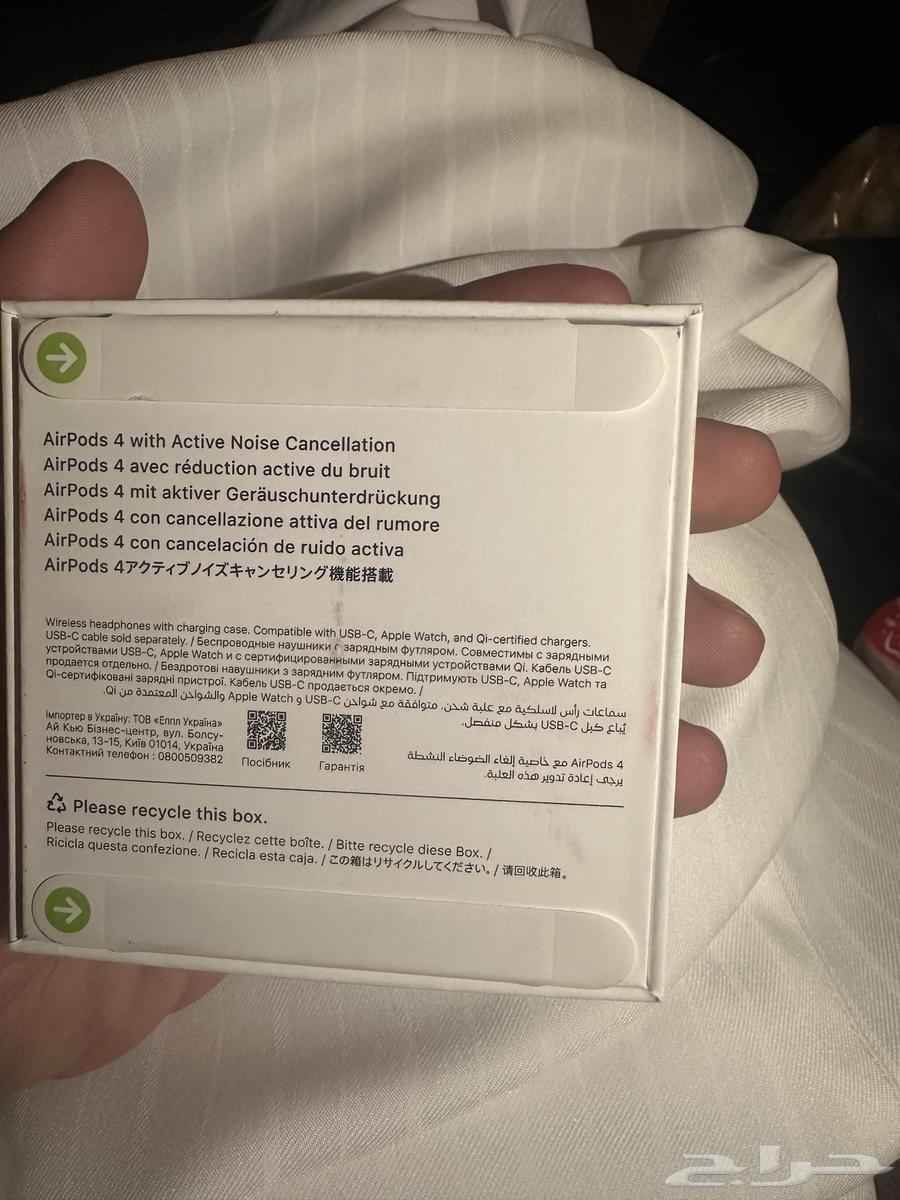 AirPods 4 with Active Noise Cancellation
AirPods 4 avec réduction active du bruit
AirPods 4 mit aktiver Geräuschunterdrückung
AirPods 4 con cancellazione attiva del rumore
AirPods 4 con cancelación de ruido activa
AirPods 4アクティブノイズキャンセリング機能搭載
Wireless headphones with charging case. Compatible with USB-C, Apple Watch, and Qi-certified chargers.
USB-C cable sold separately. / Беспроводные наушники с зарядным футляром. Совместимы с зарядными
устройствами USB-C, Apple Watch и с сертифицированными зарядными устройствами Qi. Кабель USB-C
продается отдельно. / Бездротові навушники з зарядним футляром. Підтримують USB-C, Apple Watch та
Qi-сертифіковані зарядні пристрої. Кабель USB-C продається окремо. /
سماعات رأس لاسلكية مع علبة شحن. متوافقة مع شواحن USB-C و Apple Watch والشواحن المعتمدة من Qi.
يُباع كبل USB-C بشكل منفصل.
Імпортер в Україну: ТОВ «Еппл Україна»
Ай Кью Бізнес-центр, вул. Болсу-
новська, 13-15, Київ 01014, Україна
Контактний телефон : 0800509382
Посібник
Гарантія
AirPods 4 مع خاصية إلغاء الضوضاء النشطة
يرجى إعادة تدوير هذه العلبة.
Please recycle this box.
Please recycle this box. / Recyclez cette boîte. / Bitte recycle diese Box. /
Ricicla questa confezione. / Recicla esta caja. / この箱はリサイクルしてください。/ 请回收此箱。
حراج